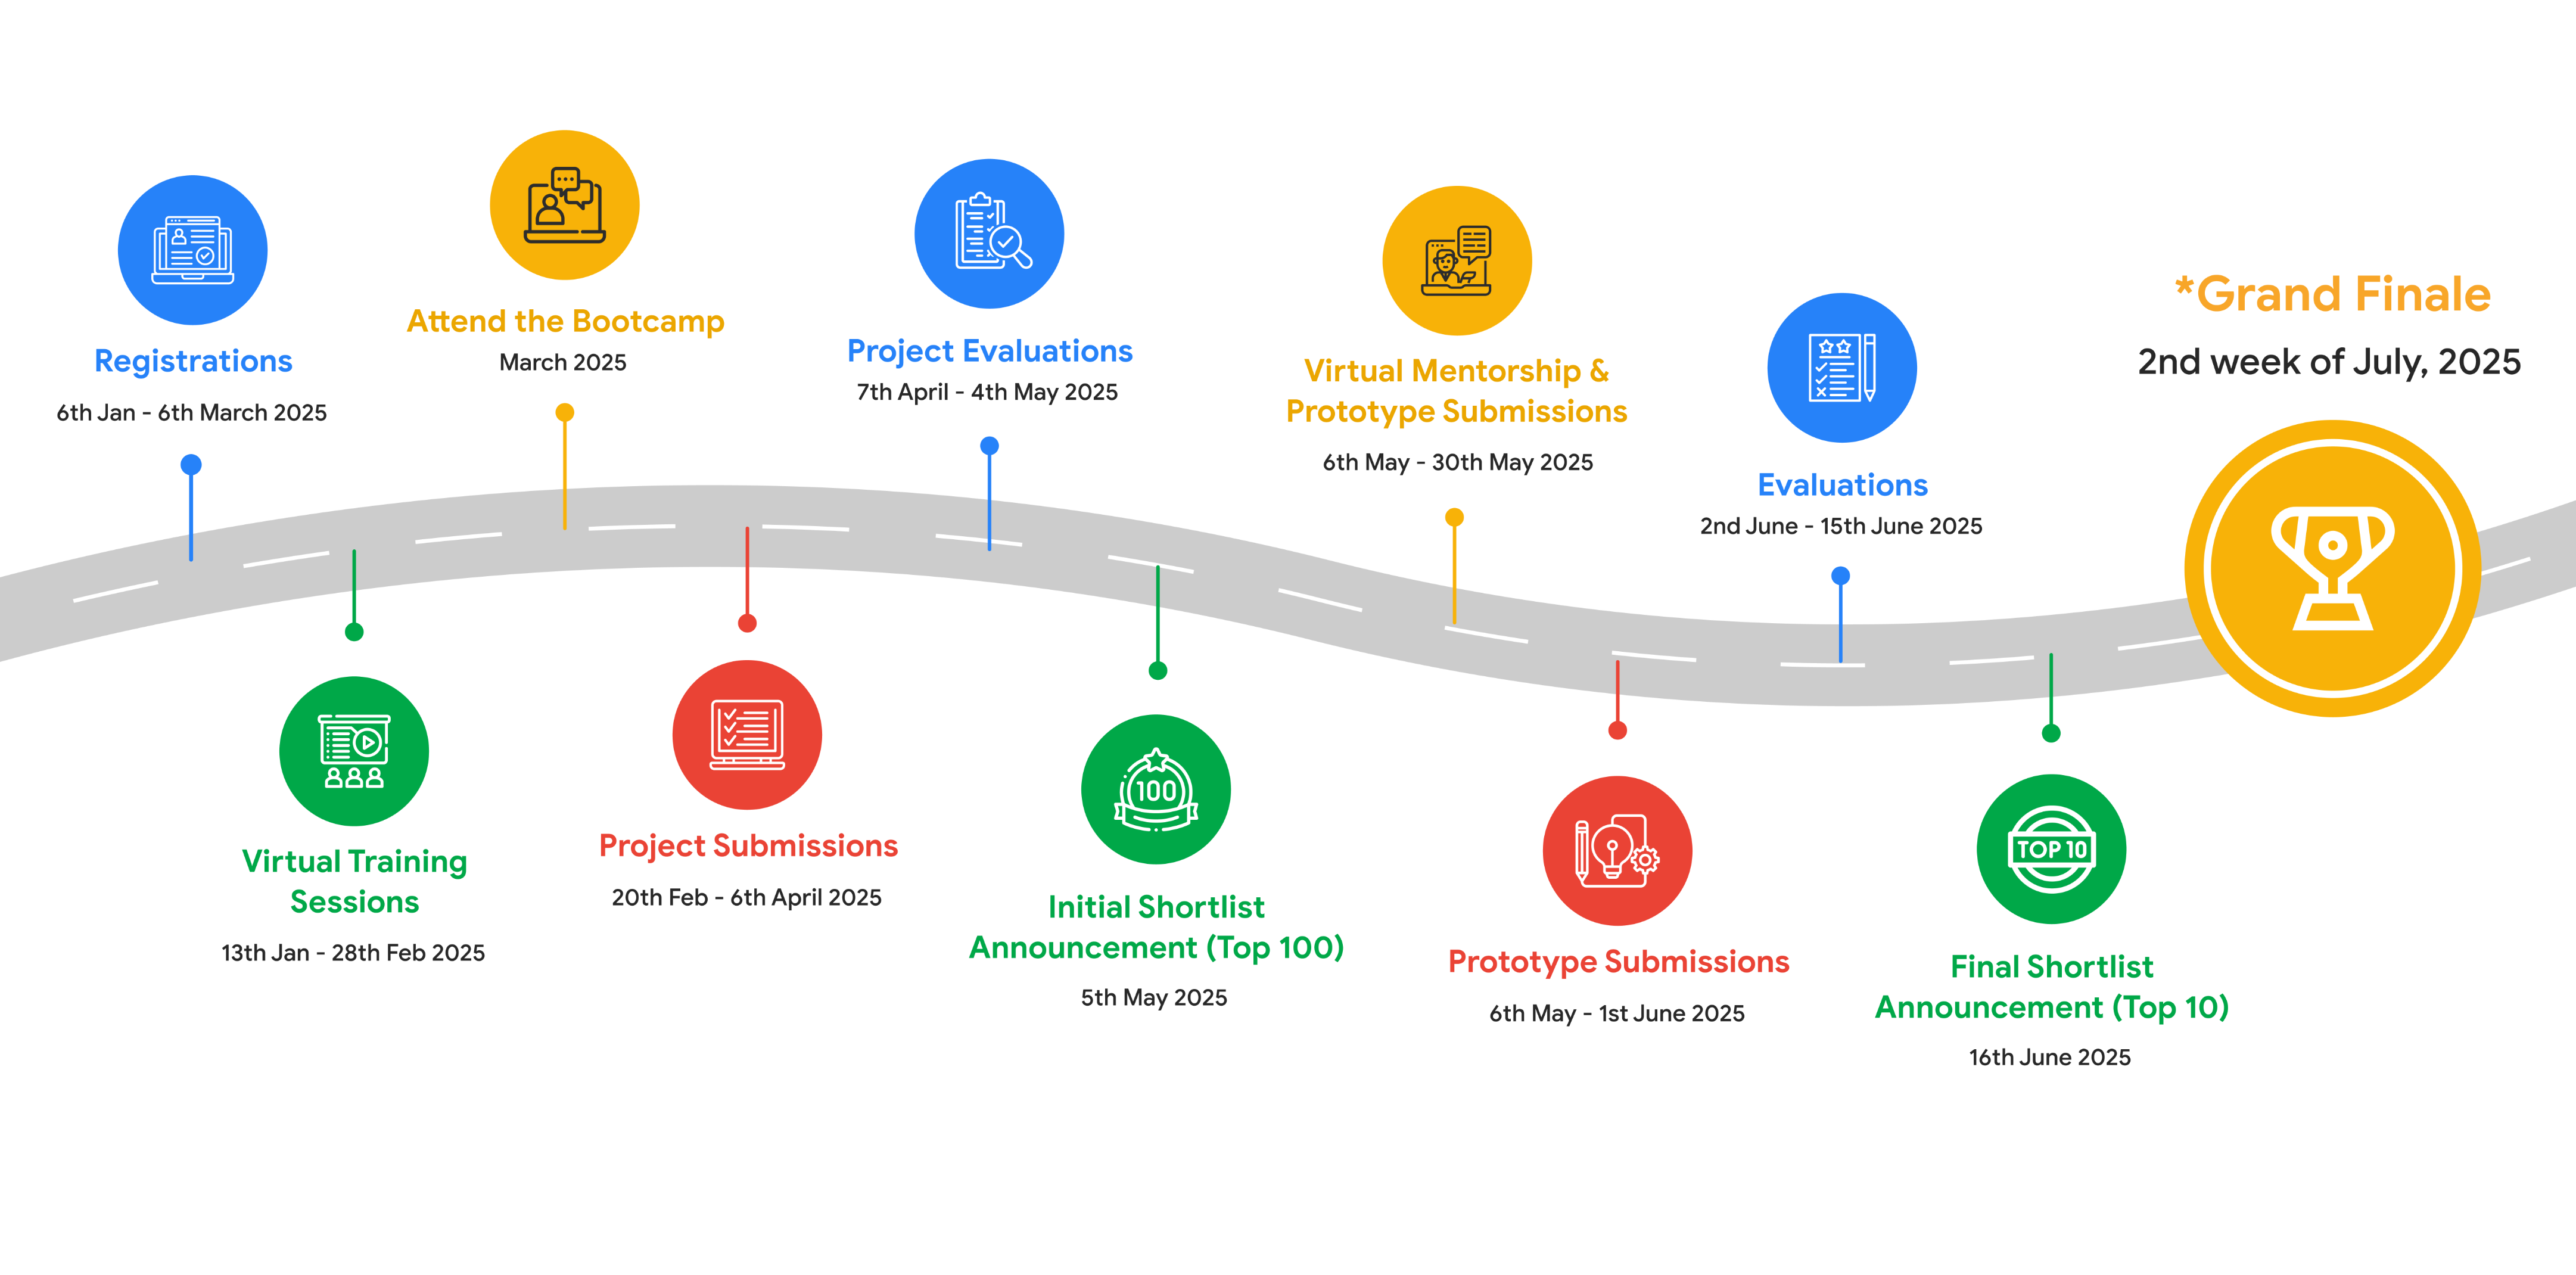 Registrations
6th Jan - 6th March 2025
Virtual Training
Sessions
13th Jan - 28th Feb 2025
Attend the Bootcamp
March 2025
Project Submissions
20th Feb - 6th April 2025
Project Evaluations
7th April - 4th May 2025
100
Initial Shortlist
Announcement (Top 100)
5th May 2025
Virtual Mentorship &
Prototype Submissions
6th May - 30th May 2025
Prototype Submissions
6th May - 1st June 2025
Evaluations
2nd June - 15th June 2025
TOP 10
Final Shortlist
Announcement (Top 10)
16th June 2025
*Grand Finale
2nd week of July, 2025